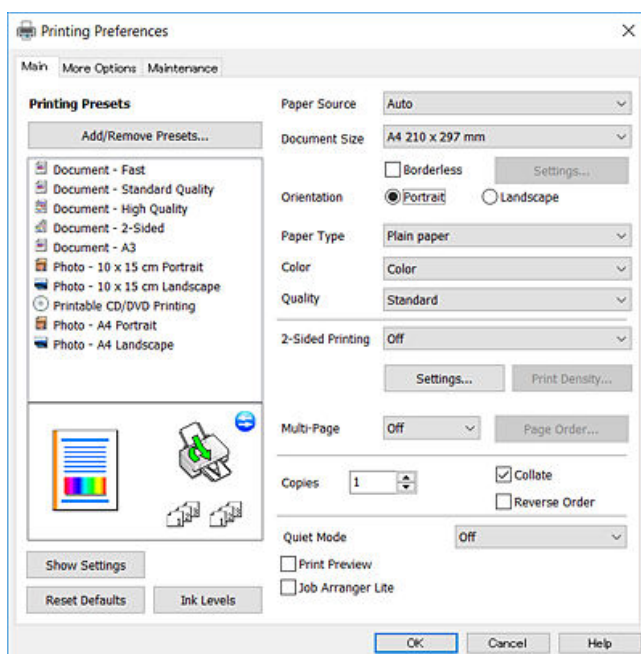 Printing Preferences
Main More Options Maintenance
Printing Presets
Add/Remove Presets...
Document - Fast
Document - Standard Quality
Document - High Quality
Document - 2-Sided
Document - A3
Photo - 10 x 15 cm Portrait
Photo - 10 x 15 cm Landscape
Printable CD/DVD Printing
Photo - A4 Portrait
Photo - A4 Landscape
Show Settings
Reset Defaults Ink Levels
Paper Source Auto
Document Size A4 210 x 297 mm
Borderless Settings...
Orientation Portrait Landscape
Paper Type Plain paper
Color Color
Quality Standard
2-Sided Printing Off
Settings... Print Density...
Multi-Page Off Page Order...
Copies 1 Collate
Reverse Order
Quiet Mode Off
Print Preview
Job Arranger Lite
OK Cancel Help